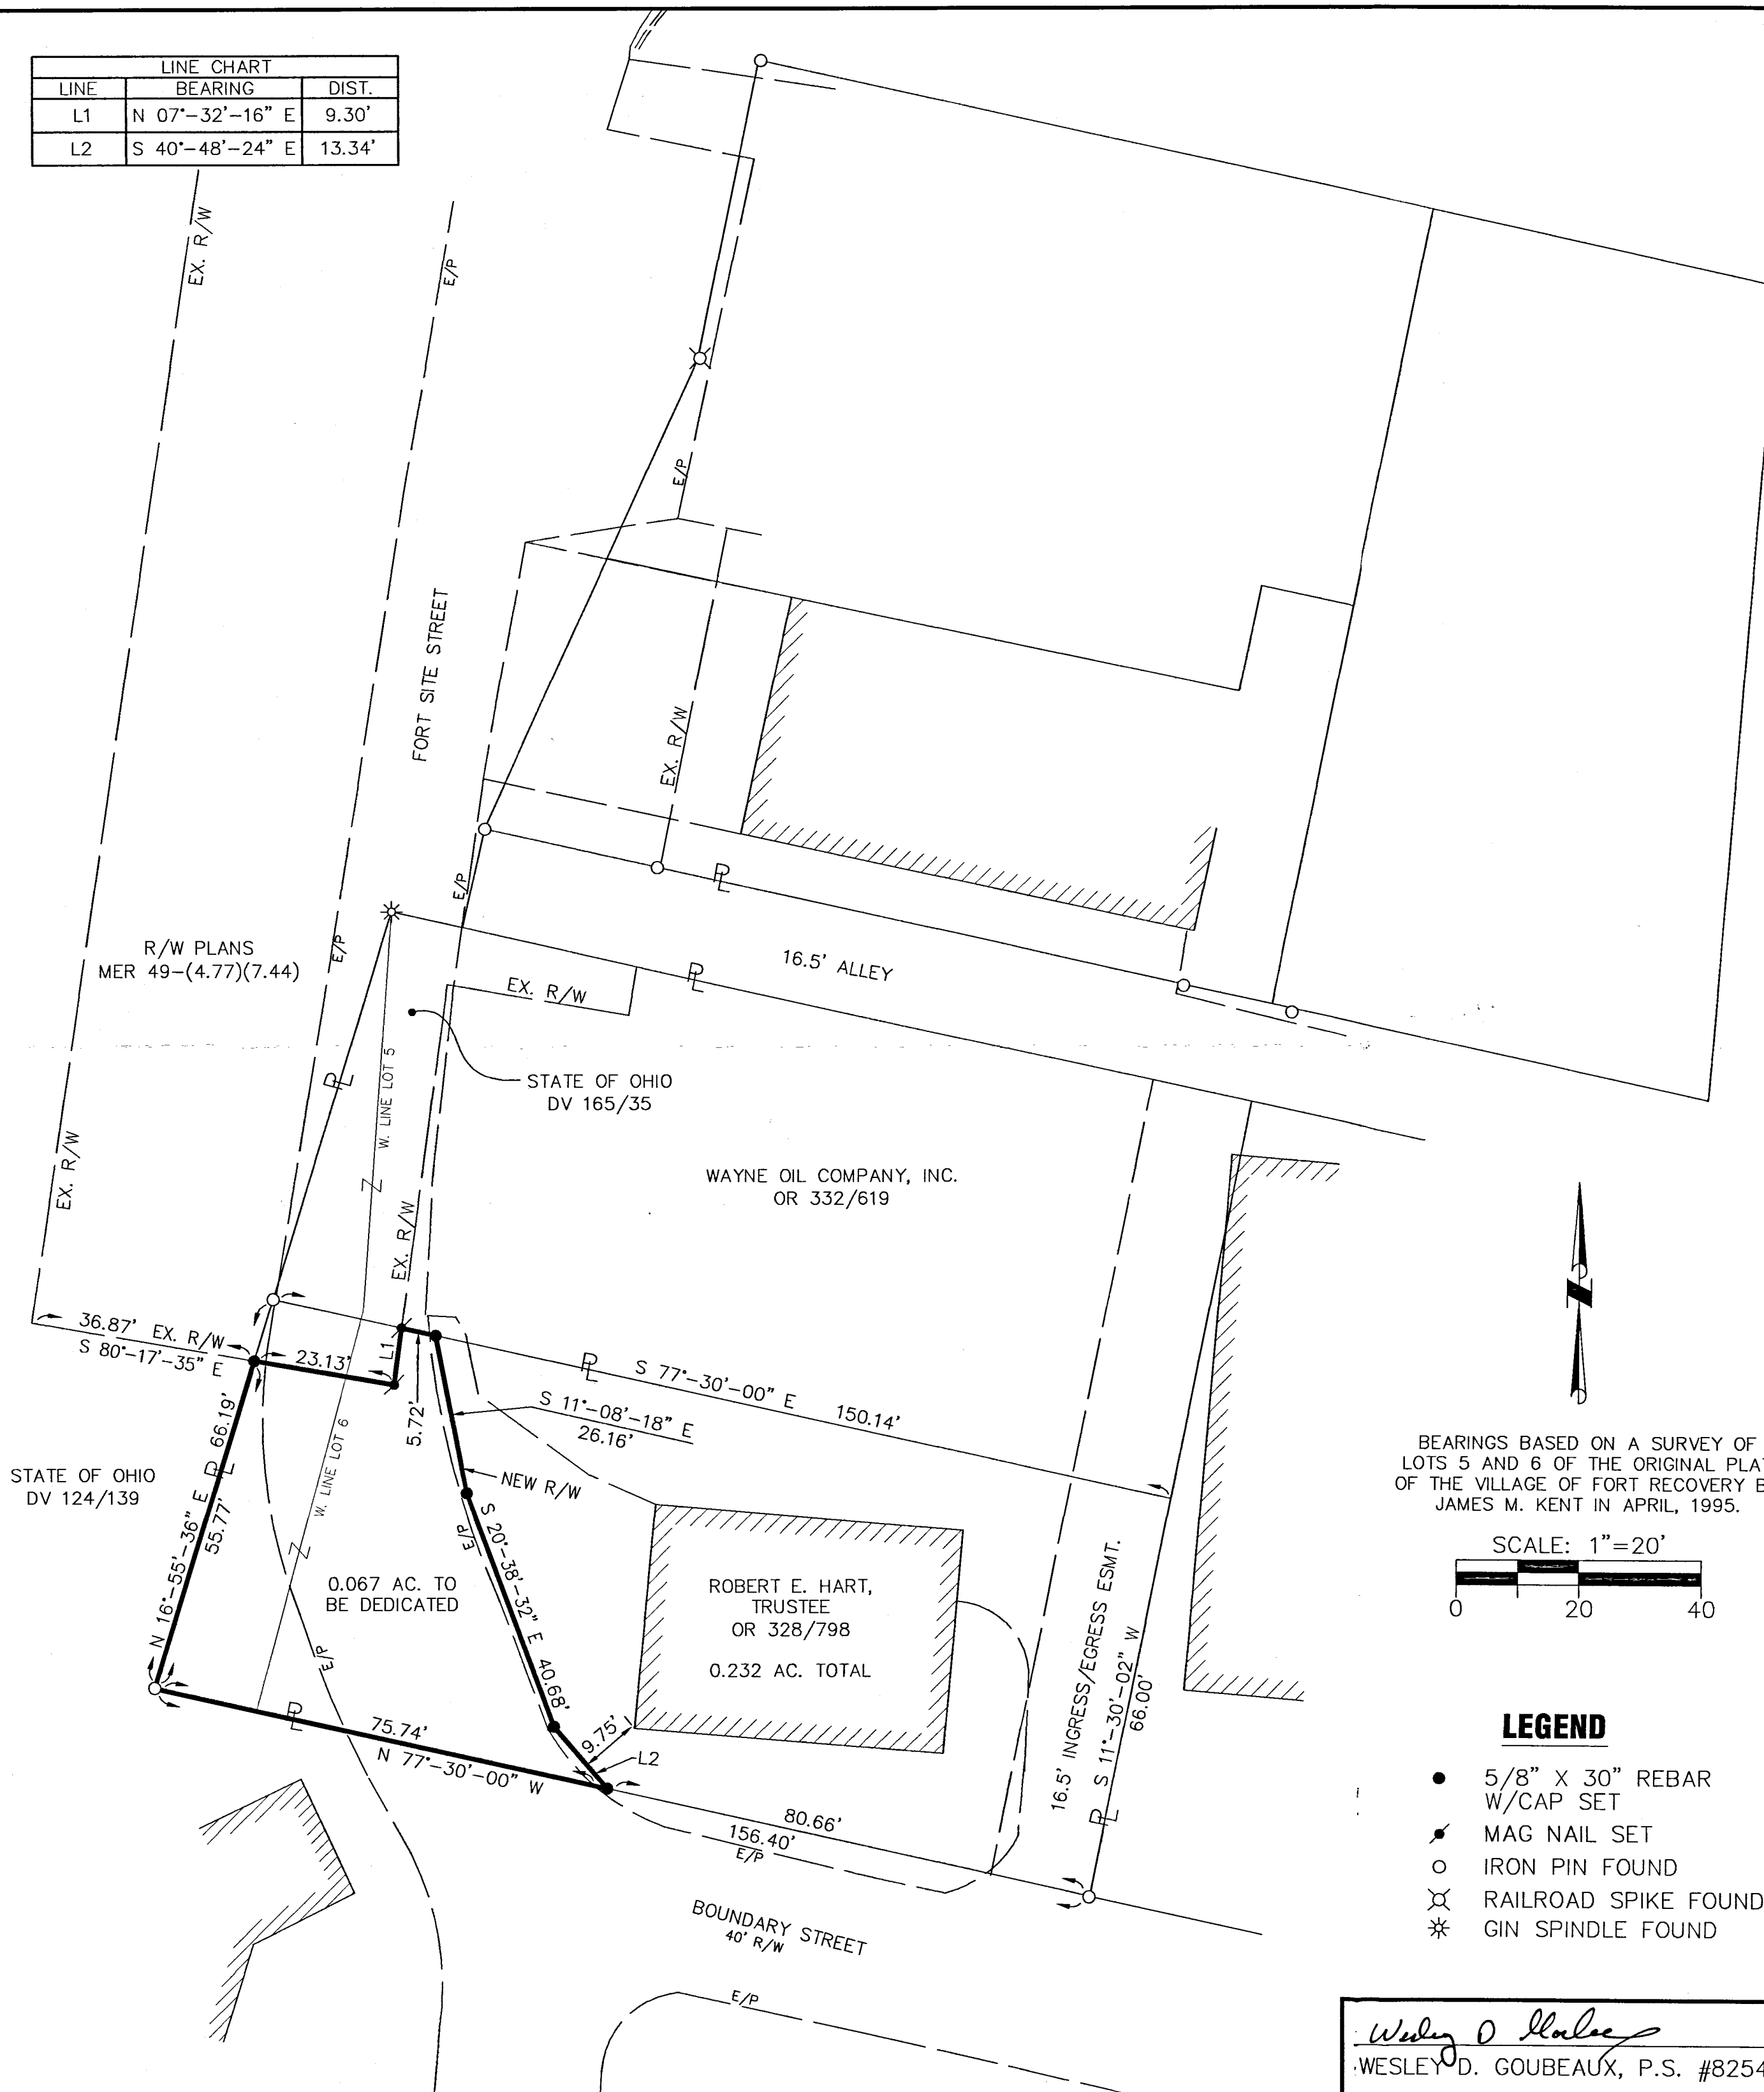 LINE CHART
LINE BEARING DIST.
L1 N 07°-32'-16" E 9.30'
L2 S 40°-48'-24" E 13.34'
EX. R/W
E/P
E/P
FORT SITE STREET
EX. R/W
E/P
PL
R/W PLANS
MER 49-(4.77)(7.44)
E/P
16.5' ALLEY
PL
EX. R/W
STATE OF OHIO
DV 165/35
W. LINE LOT 5
PL
EX. R/W
WAYNE OIL COMPANY, INC.
OR 332/619
EX. R/W
36.87' EX. R/W
S 80°-17'-35" E
23.13'
L1
5.72'
PL
S 77°-30'-00" E 150.14'
S 11°-08'-18" E
26.16'
NEW R/W
STATE OF OHIO
DV 124/139
N 16°-55'-36" E PL 66.19'
55.77'
W. LINE LOT 6
0.067 AC. TO
BE DEDICATED
E/P
E/P
S 20°-38'-32" E 40.68'
ROBERT E. HART,
TRUSTEE
OR 328/798
0.232 AC. TOTAL
9.75'
L2
PL
75.74'
N 77°-30'-00" W
80.66'
156.40'
E/P
16.5' INGRESS/EGRESS ESMT.
PL S 11°-30'-02" W
66.00'
BOUNDARY STREET
40' R/W
E/P
N
BEARINGS BASED ON A SURVEY OF
LOTS 5 AND 6 OF THE ORIGINAL PLA
OF THE VILLAGE OF FORT RECOVERY B
JAMES M. KENT IN APRIL, 1995.
SCALE: 1"=20'
0 20 40
LEGEND
5/8" X 30" REBAR
W/CAP SET
MAG NAIL SET
IRON PIN FOUND
RAILROAD SPIKE FOUND
GIN SPINDLE FOUND
WESLEY D. GOUBEAUX, P.S. #8254